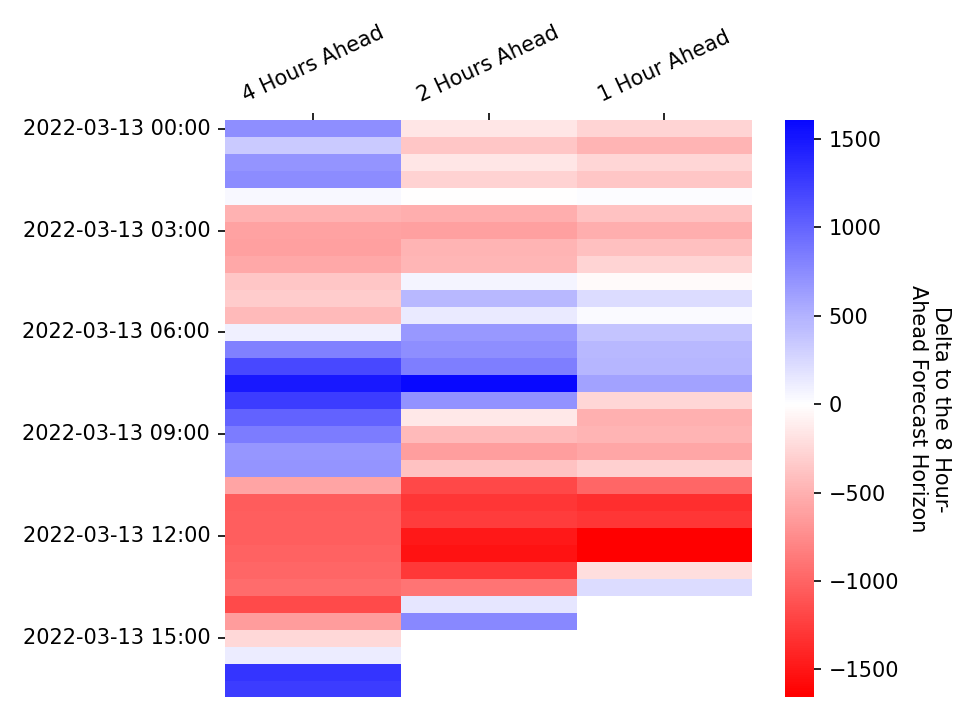 4 Hours Ahead
2 Hours Ahead
1 Hour Ahead
2022-03-13 00:00
2022-03-13 03:00
2022-03-13 06:00
2022-03-13 09:00
2022-03-13 12:00
2022-03-13 15:00
1500
1000
500
0
−500
−1000
−1500
Delta to the 8 Hour-
Ahead Forecast Horizon